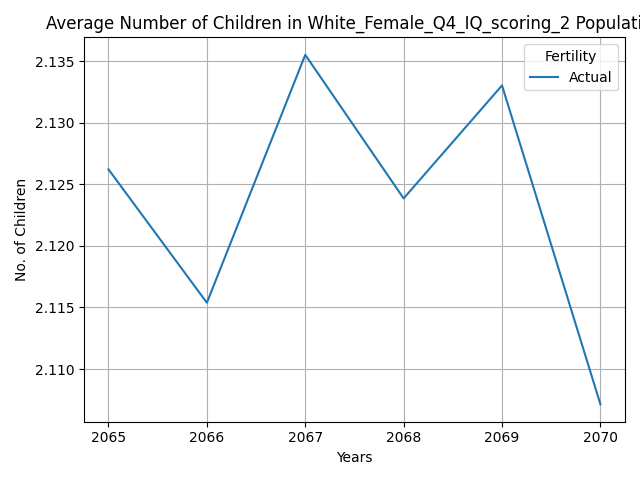 Average Number of Children in White_Female_Q4_IQ_scoring_2 Populati
Fertility
Actual
2.135
2.130
2.125
2.120
2.115
2.110
No. of Children
2065 2066 2067 2068 2069 2070
Years